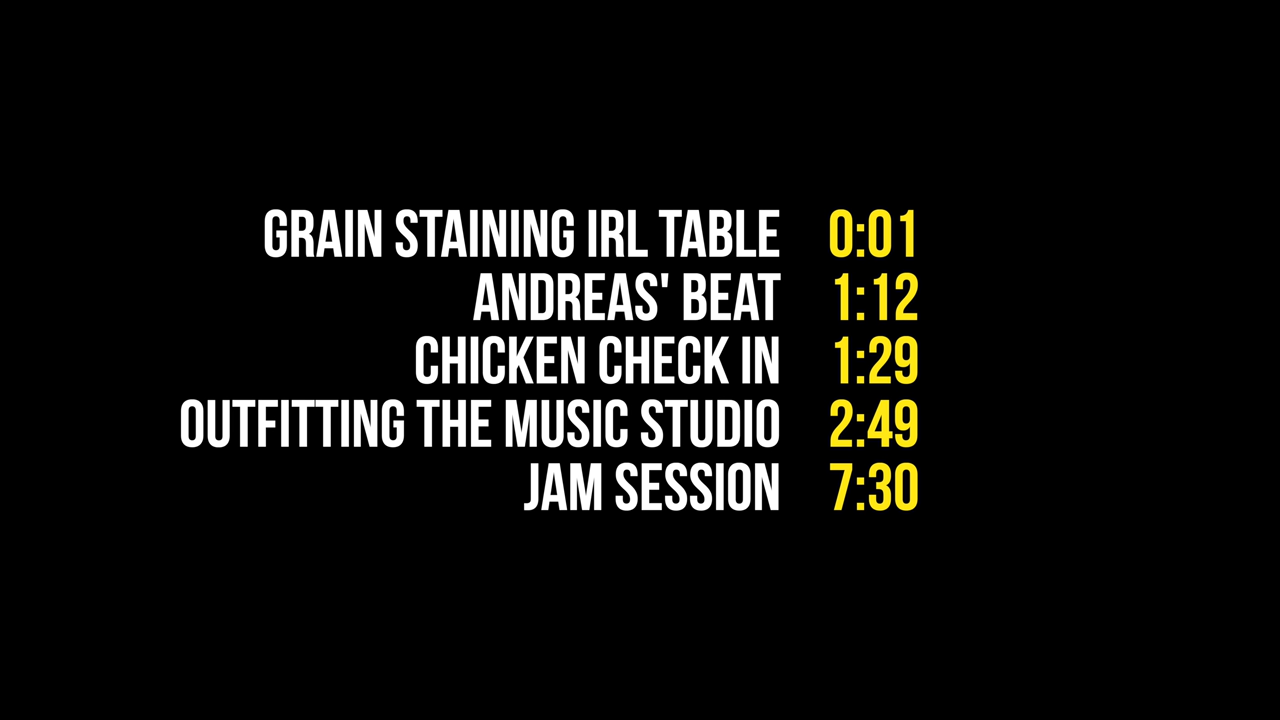 GRAIN STAINING IRL TABLE 0:01
ANDREAS' BEAT 1:12
CHICKEN CHECK IN 1:29
OUTFITTING THE MUSIC STUDIO 2:49
JAM SESSION 7:30